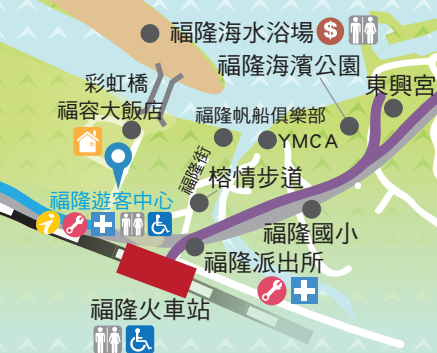 福隆海水浴場 $
福隆海濱公園
彩虹橋
東興宮
福容大飯店
福隆帆船俱樂部
YMCA
福隆街
榕情步道
福隆遊客中心
i
福隆國小
福隆派出所
福隆火車站